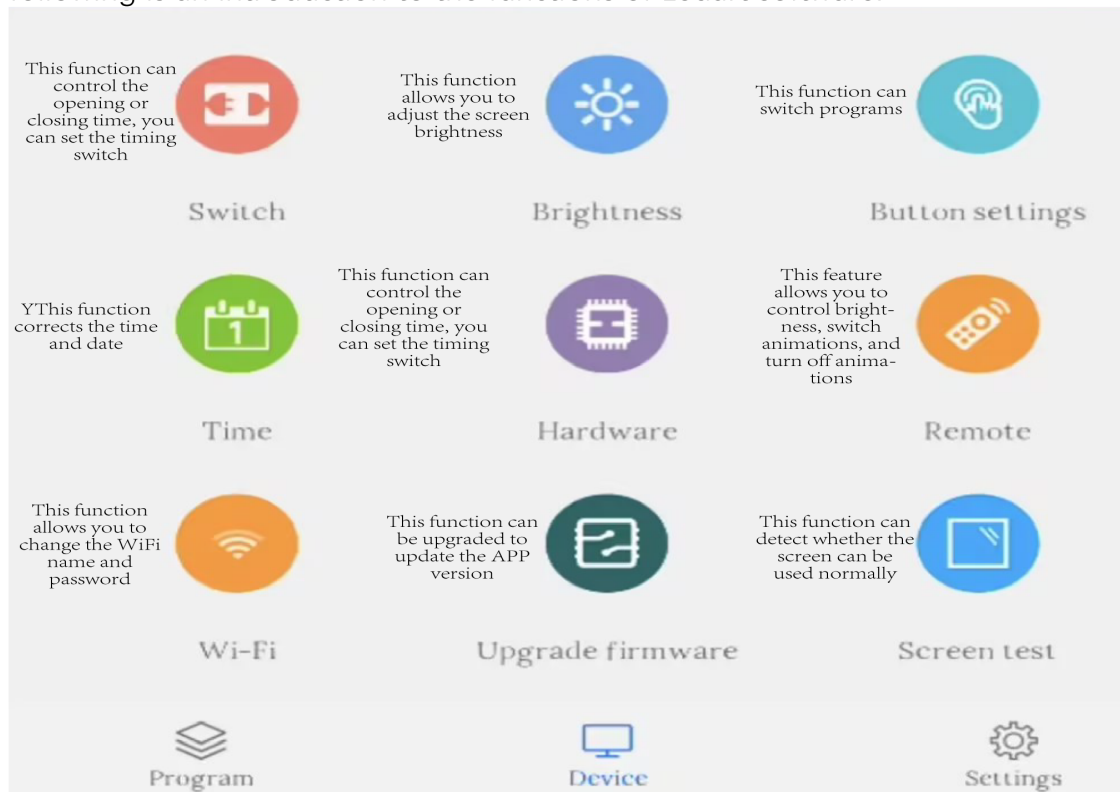 This function can
control the
opening or
closing time, you
can set the timing
switch
This function
allows you to
adjust the screen
brightness
This function can
switch programs
Switch
Brightness
Button settings
YThis function
corrects the time
and date
This function can
control the
opening or
closing time, you
can set the timing
switch
This feature
allows you to
control bright-
ness, switch
animations, and
turn off anima-
tions
1
Time
Hardware
Remote
This function
allows you to
change the WiFi
name and
password
This function can
be upgraded to
update the APP
version
This function can
detect whether the
screen can be
used normally
Wi-Fi
Upgrade firmware
Screen test
Program
Device
Settings